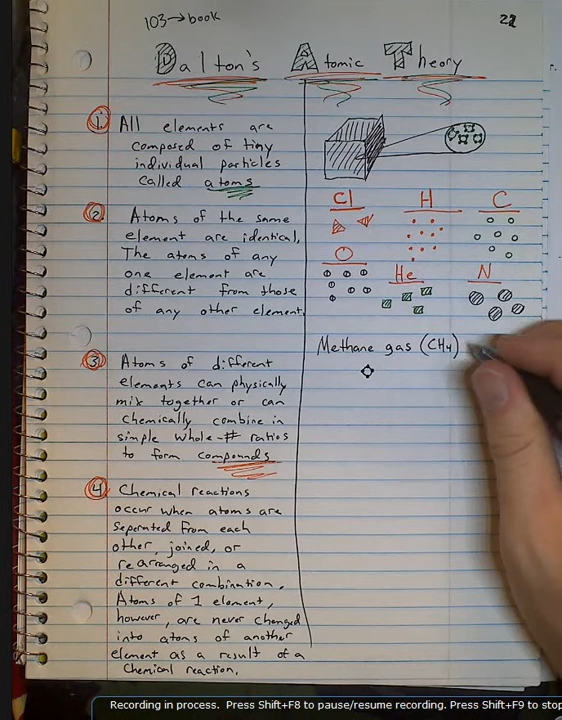 103→book
22
Dalton's Atomic Theory
1. All elements are
composed of tiny
individual particles
called atoms
2 Atoms of the same
element are identical.
The atoms of any
one element are
different from those
of any other element.
3 Atoms of different
elements can physically
mix together or can
chemically combine in
simple whole-# ratios
to form compounds
4 Chemical reactions
occur when atoms are
seperated from each
other, joined, or
rearranged in a
different combination.
Atoms of 1 element,
however, are never changed
into atoms of another
element as a result of a
Chemical reaction.
Cl H C
O He N
Methane gas (CH4)
Recording in process. Press Shift+F8 to pause/resume recording. Press Shift+F9 to stop